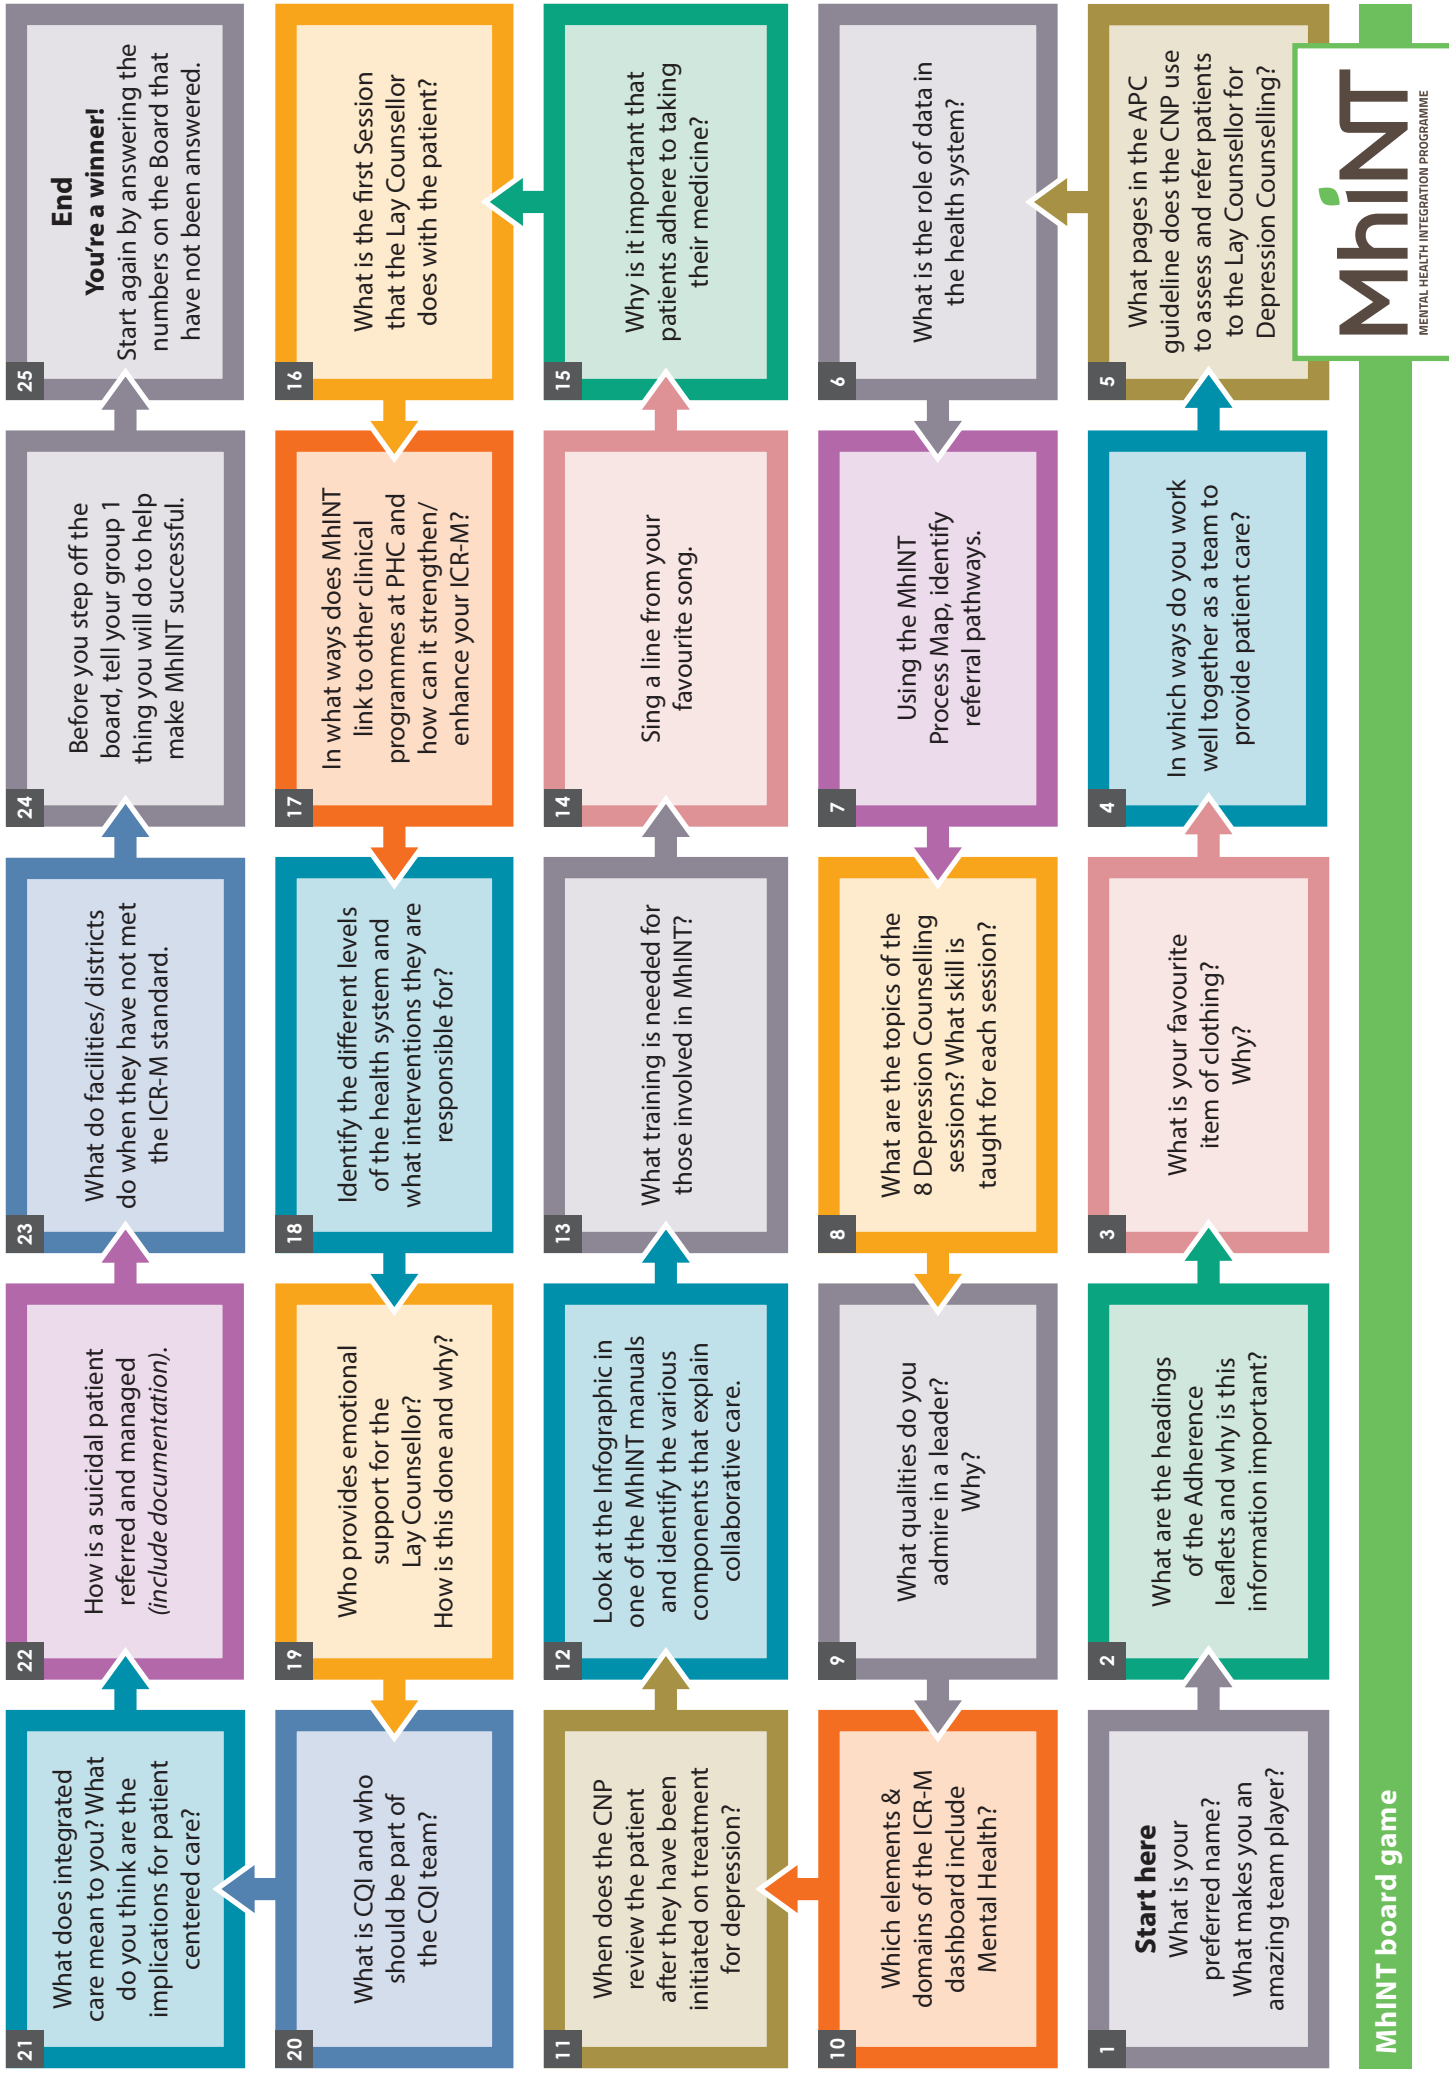 25
End
You're a winner!
Start again by answering the
numbers on the Board that
have not been answered.
24
Before you step off the
board, tell your group 1
thing you will do to help
make MhINT successful.
23
What do facilities/ districts
do when they have not met
the ICR-M standard.
22
How is a suicidal patient
referred and managed
(include documentation).
21
What does integrated
care mean to you? What
do you think are the
implications for patient
centered care?
16
What is the first Session
that the Lay Counsellor
does with the patient?
17
In what ways does MhINT
link to other clinical
programmes at PHC and
how can it strengthen/
enhance your ICR-M?
18
Identify the different levels
of the health system and
what interventions they are
responsible for?
19
Who provides emotional
support for the
Lay Counsellor?
How is this done and why?
20
What is CQI and who
should be part of
the CQI team?
15
Why is it important that
patients adhere to taking
their medicine?
14
Sing a line from your
favourite song.
13
What training is needed for
those involved in MhINT?
12
Look at the Infographic in
one of the MhINT manuals
and identify the various
components that explain
collaborative care.
11
When does the CNP
review the patient
after they have been
initiated on treatment
for depression?
6
What is the role of data in
the health system?
7
Using the MhINT
Process Map, identify
referral pathways.
8
What are the topics of the
8 Depression Counselling
sessions? What skill is
taught for each session?
9
What qualities do you
admire in a leader?
Why?
10
Which elements &
domains of the ICR-M
dashboard include
Mental Health?
5
What pages in the APC
guideline does the CNP use
to assess and refer patients
to the Lay Counsellor for
Depression Counselling?
4
In which ways do you work
well together as a team to
provide patient care?
3
What is your favourite
item of clothing?
Why?
2
What are the headings
of the Adherence
leaflets and why is this
information important?
1
Start here
What is your
preferred name?
What makes you an
amazing team player?
MhINT board game
MhINT
MENTAL HEALTH INTEGRATION PROGRAMME